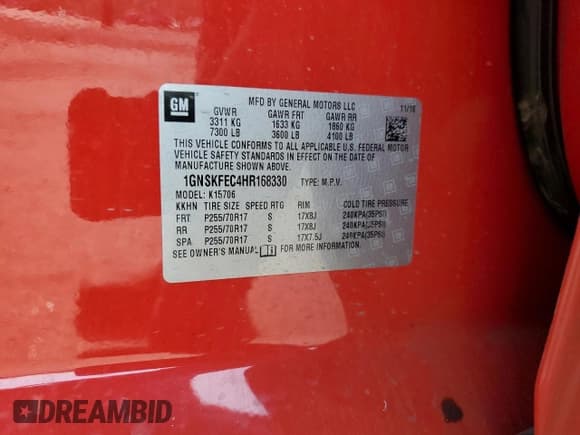 GM
MFD BY GENERAL MOTORS LLC 11/16
GVWR GAWR FRT GAWR RR
3311 KG 1633 KG 1860 KG
7300 LB 3600 LB 4100 LB
THIS VEHICLE CONFORMS TO ALL APPLICABLE U.S. FEDERAL MOTOR
VEHICLE SAFETY STANDARDS IN EFFECT ON THE DATE OF
MANUFACTURE SHOWN ABOVE.
1GNSKFEC4HR168330 TYPE: M.P.V.
MODEL: K15706
KKHN TIRE SIZE SPEED RTG RIM COLD TIRE PRESSURE
FRT P255/70R17 S 17X8J 240KPA(35PSI)
RR P255/70R17 S 17X8J 240KPA(35PSI)
SPA P255/70R17 S 17X7.5J 240KPA(35PSI)
SEE OWNER'S MANUAL FOR MORE INFORMATION.
DREAMBID